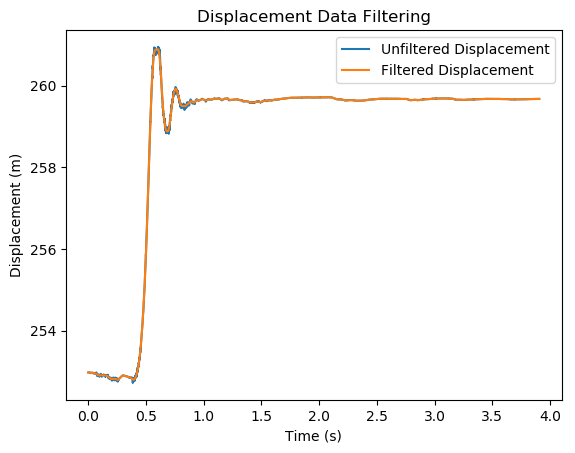 Displacement Data Filtering
Unfiltered Displacement
Filtered Displacement
Displacement (m)
260
258
256
254
0.0 0.5 1.0 1.5 2.0 2.5 3.0 3.5 4.0
Time (s)